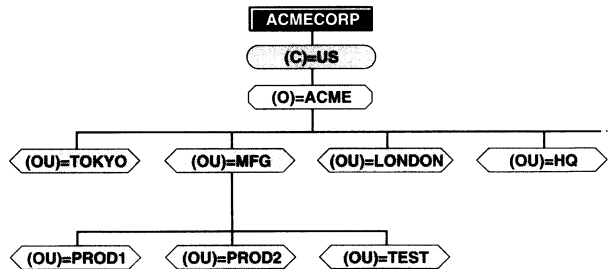 ACMECORP
(C)=US
(O)=ACME
(OU)=TOKYO (OU)=MFG (OU)=LONDON (OU)=HQ
(OU)=PROD1 (OU)=PROD2 (OU)=TEST